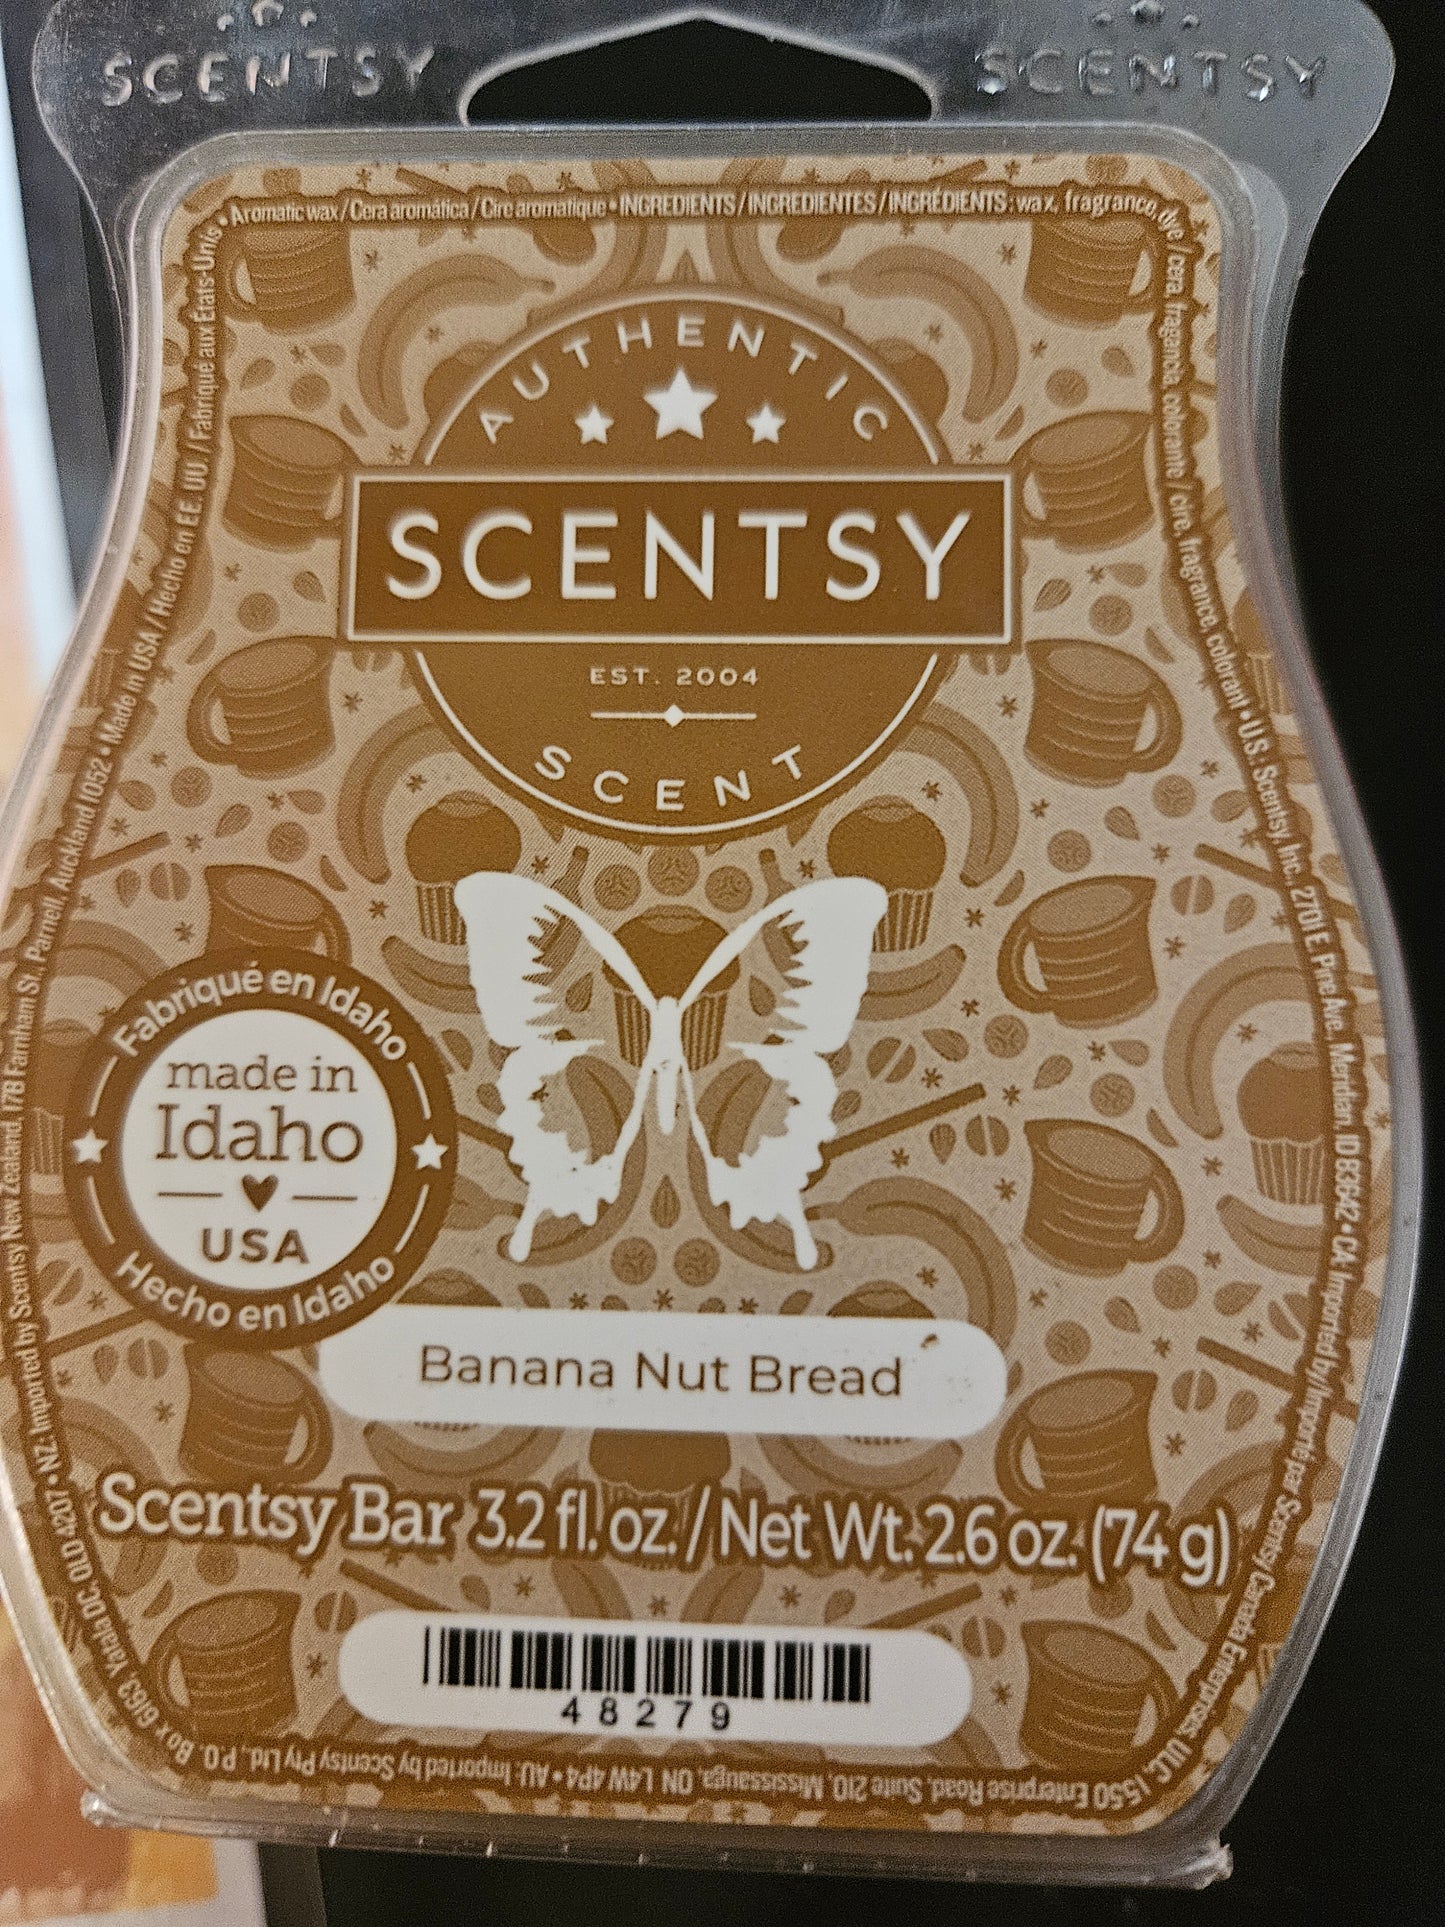 SCENTSY
SCENTSY
Aromatic wax / Cera aromática / Cire aromatique • INGREDIENTS / INGREDIENTES / INGRÉDIENTS: wax, fragrance, dye / cera, fragancia, colorante / cire, fragrance, colorant • U.S.: Scentsy, Inc., 2701 E. Pine Ave., Meridian, ID 83642 • CA: Imported by/Importé par Scentsy Canada Enterprises, ULC, 1550 Enterprise Road, Suite 210, Mississauga, ON L4W 4P4 • AU: Imported by Scentsy Pty Ltd., P.O. Box 6163, Yatala DC, QLD 4207 • NZ: Imported by Scentsy New Zealand, 17B Farnham St., Parnell, Auckland 1052 • Made in USA / Hecho en EE. UU. / Fabriqué aux États-Unis •
AUTHENTIC
SCENTSY
EST. 2004
SCENT
Fabriqué en Idaho
made in
Idaho
USA
Hecho en Idaho
Banana Nut Bread
Scentsy Bar 3.2 fl. oz. / Net Wt. 2.6 oz. (74 g)
48279